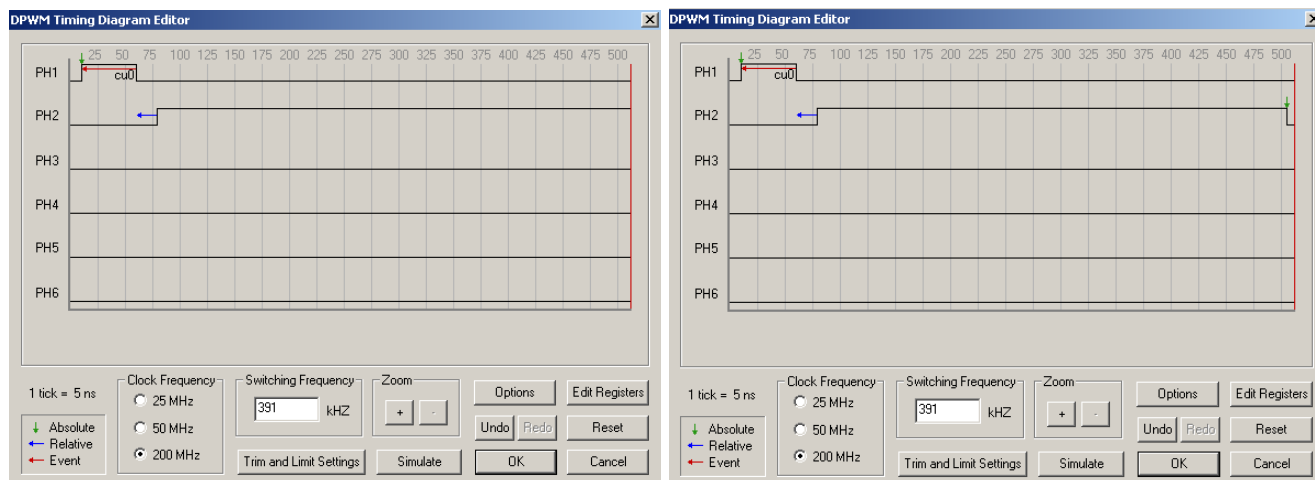 DPWM Timing Diagram Editor
25 50 75 100 125 150 175 200 225 250 275 300 325 350 375 400 425 450 475 500
PH1
cu0
PH2
PH3
PH4
PH5
PH6
1 tick = 5 ns
Absolute
Relative
Event
Clock Frequency
25 MHz
50 MHz
200 MHz
Switching Frequency
391 kHZ
Trim and Limit Settings
Zoom
+ -
Simulate
Options
Edit Registers
Undo Redo
Reset
OK
Cancel
DPWM Timing Diagram Editor
25 50 75 100 125 150 175 200 225 250 275 300 325 350 375 400 425 450 475 500
PH1
cu0
PH2
PH3
PH4
PH5
PH6
1 tick = 5 ns
Absolute
Relative
Event
Clock Frequency
25 MHz
50 MHz
200 MHz
Switching Frequency
391 kHZ
Trim and Limit Settings
Zoom
+ -
Simulate
Options
Edit Registers
Undo Redo
Reset
OK
Cancel